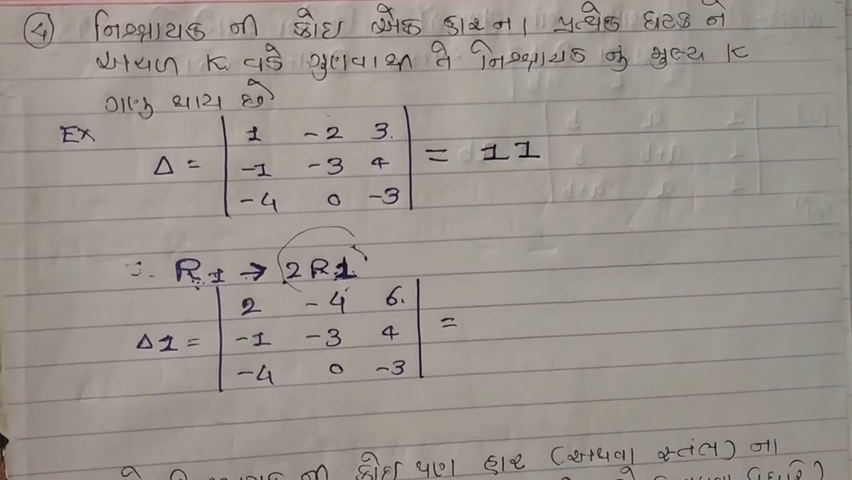 ④ નિશ્ચાયક ની કોઇ એક હારના પ્રત્યેક ઘટક ને
અચળ K વડે ગુણવાથી તે નિશ્ચાયક નું મુલ્ય K
ગણુ થાય છે
Ex
Δ = | 1 -2 3 | = 11
| -1 -3 4 |
| -4 0 -3 |
∴ R1 → 2R1
| 2 -4 6 |
Δ1 = | -1 -3 4 | =
| -4 0 -3 |
ની કોઇ પણ હાર (અથવા સ્તંભ) ના